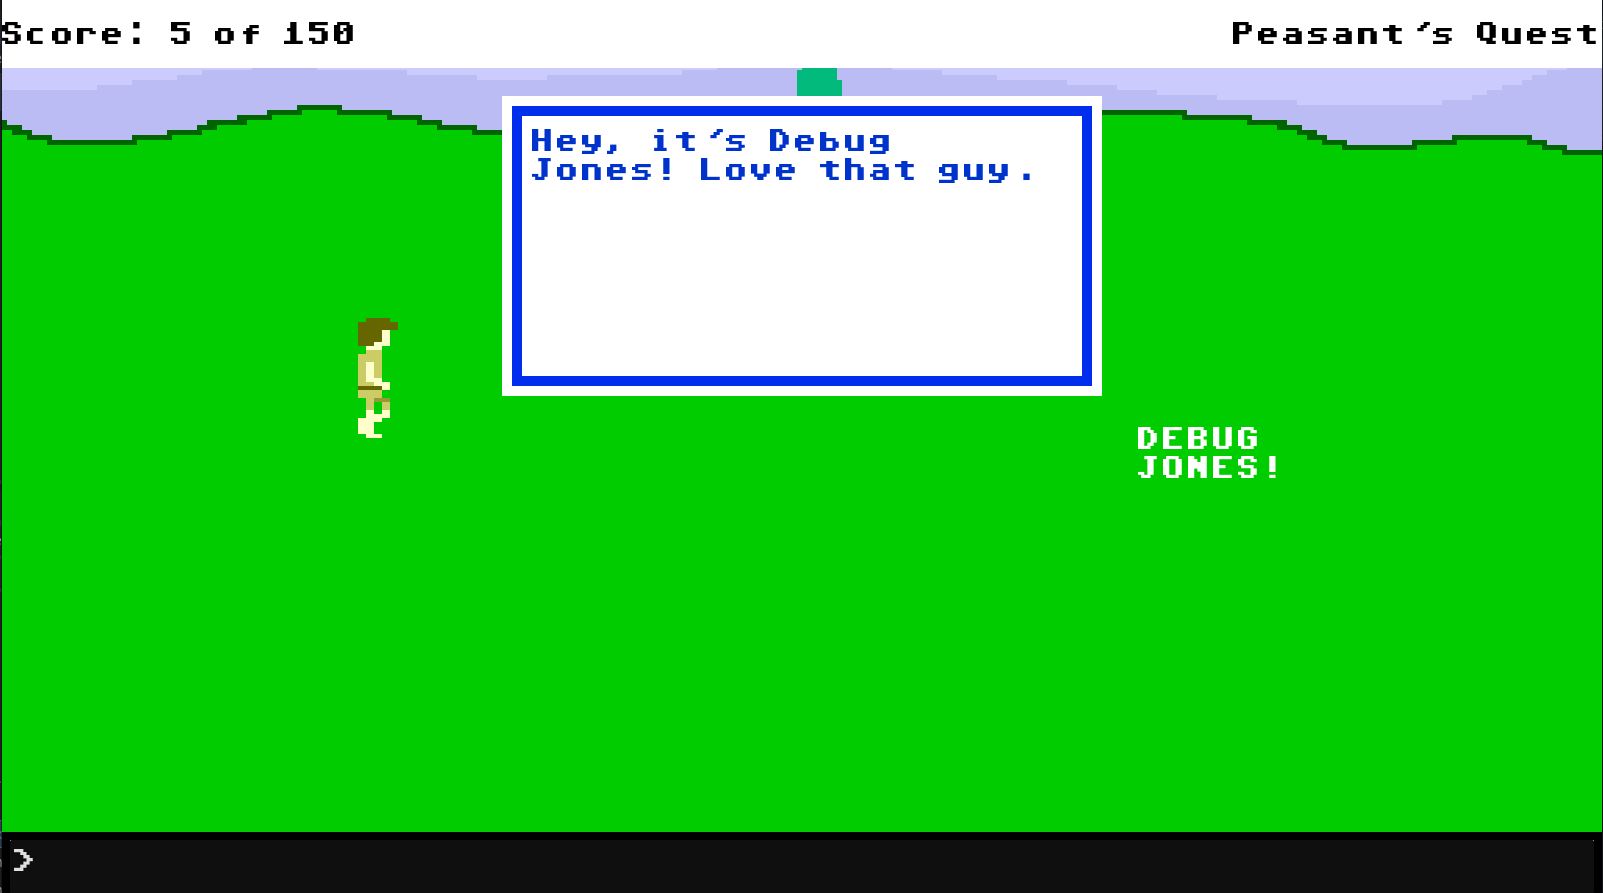 Score: 5 of 150
Peasant's Quest
Hey, it's Debug
Jones! Love that guy.
DEBUG
JONES!
>